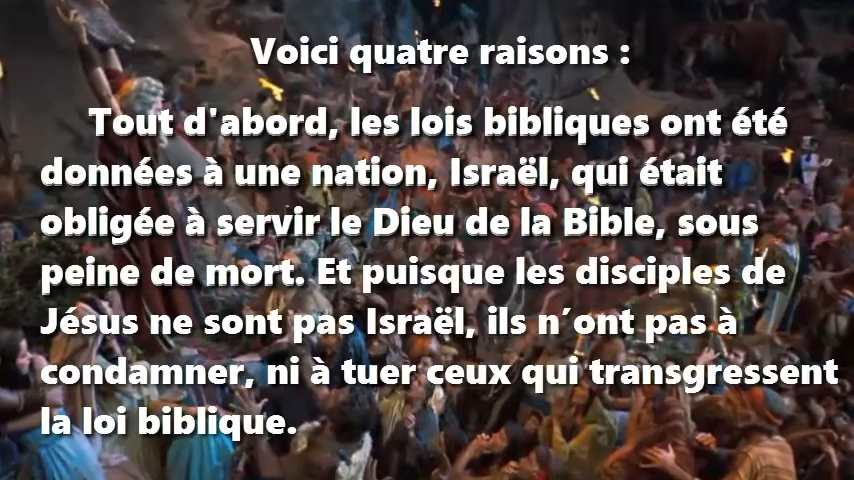 Voici quatre raisons :
Tout d'abord, les lois bibliques ont été
données à une nation, Israël, qui était
obligée à servir le Dieu de la Bible, sous
peine de mort. Et puisque les disciples de
Jésus ne sont pas Israël, ils n´ont pas à
condamner, ni à tuer ceux qui transgressent
la loi biblique.